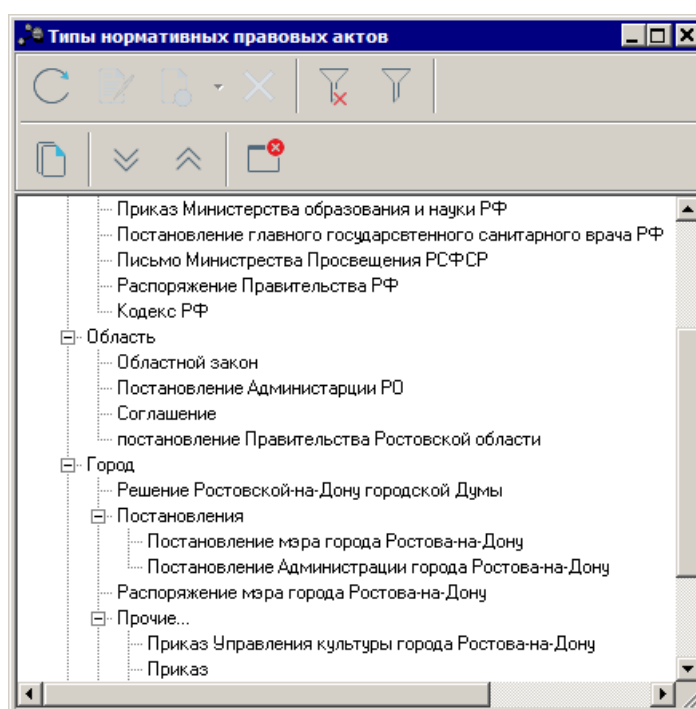 Типы нормативных правовых актов
Приказ Министерства образования и науки РФ
Постановление главного государсвтенного санитарного врача РФ
Письмо Министрества Просвещения РСФСР
Распоряжение Правительства РФ
Кодекс РФ
Область
Областной закон
Постановление Администарции РО
Соглашение
постановление Правительства Ростовской области
Город
Решение Ростовской-на-Дону городской Думы
Постановления
Постановление мэра города Ростова-на-Дону
Постановление Администрации города Ростова-на-Дону
Распоряжение мэра города Ростова-на-Дону
Прочие...
Приказ Управления культуры города Ростова-на-Дону
Приказ